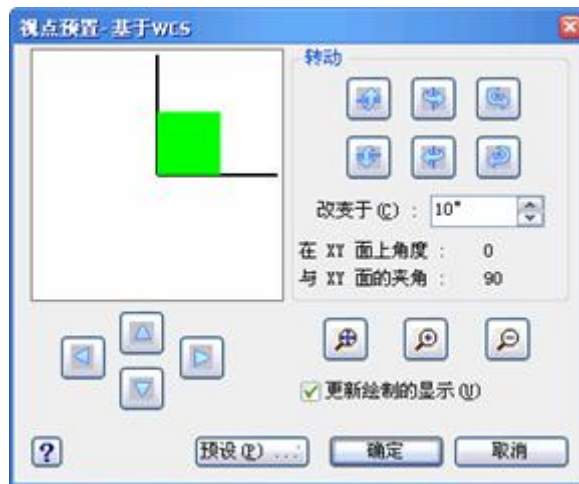 视点预置- 基于WCS
转动
改变于(C) : 10°
在 XY 面上角度 : 0
与 XY 面的夹角 : 90
更新绘制的显示(U)
?
预设(P) ...
确定
取消